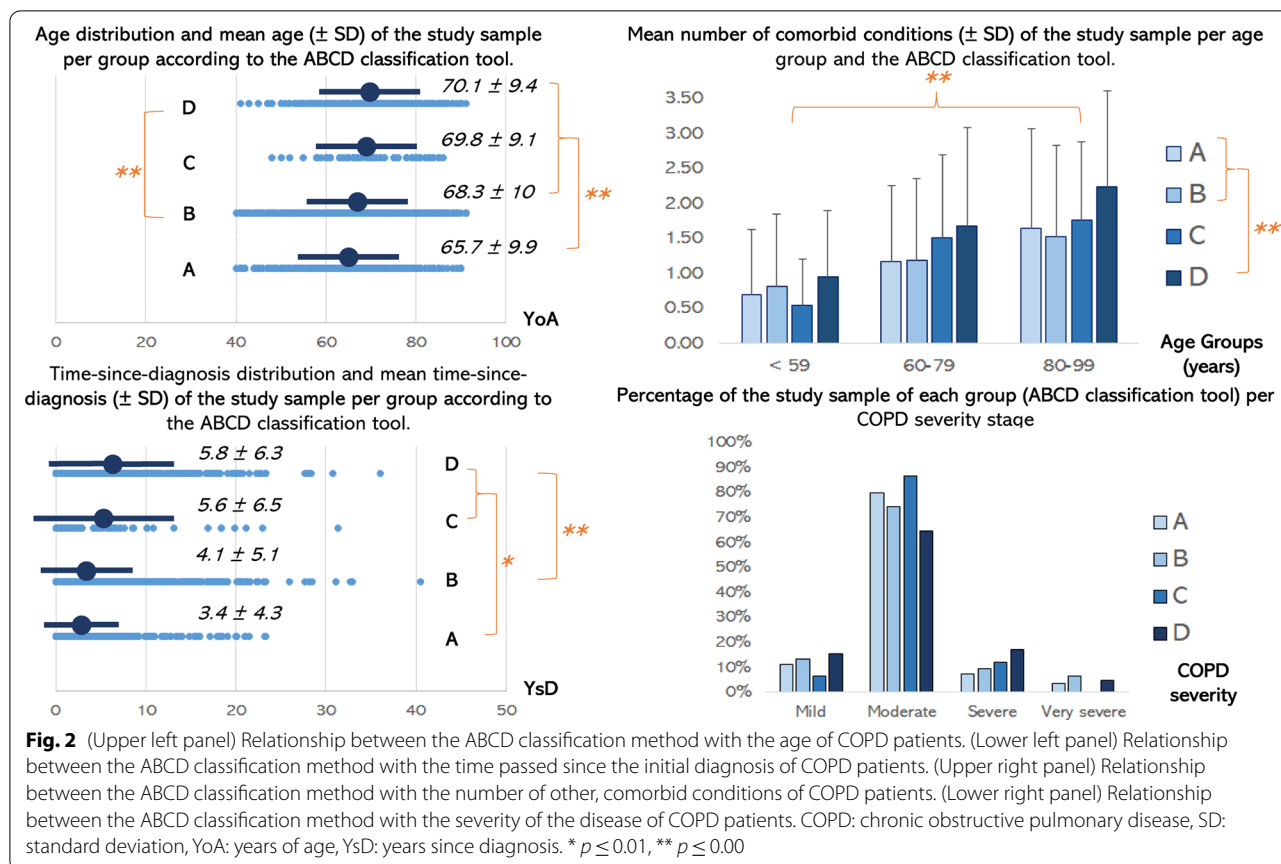 Age distribution and mean age (± SD) of the study sample
per group according to the ABCD classification tool.
D
70.1 ± 9.4
C
69.8 ± 9.1
**
**
B
68.3 ± 10
A
65.7 ± 9.9
YoA
0 20 40 60 80 100
Mean number of comorbid conditions (± SD) of the study sample per age
group and the ABCD classification tool.
**
3.50
3.00
2.50
2.00
1.50
1.00
0.50
0.00
A
B
C
D
**
< 59 60-79 80-99
Age Groups
(years)
Time-since-diagnosis distribution and mean time-since-
diagnosis (± SD) of the study sample per group according to
the ABCD classification tool.
5.8 ± 6.3
D
5.6 ± 6.5
C
**
*
4.1 ± 5.1
B
3.4 ± 4.3
A
YsD
0 10 20 30 40 50
Percentage of the study sample of each group (ABCD classification tool) per
COPD severity stage
100%
90%
80%
70%
60%
50%
40%
30%
20%
10%
0%
A
B
C
D
Mild Moderate Severe Very severe
COPD
severity
Fig. 2 (Upper left panel) Relationship between the ABCD classification method with the age of COPD patients. (Lower left panel) Relationship
between the ABCD classification method with the time passed since the initial diagnosis of COPD patients. (Upper right panel) Relationship
between the ABCD classification method with the number of other, comorbid conditions of COPD patients. (Lower right panel) Relationship
between the ABCD classification method with the severity of the disease of COPD patients. COPD: chronic obstructive pulmonary disease, SD:
standard deviation, YoA: years of age, YsD: years since diagnosis. * p ≤ 0.01, ** p ≤ 0.00